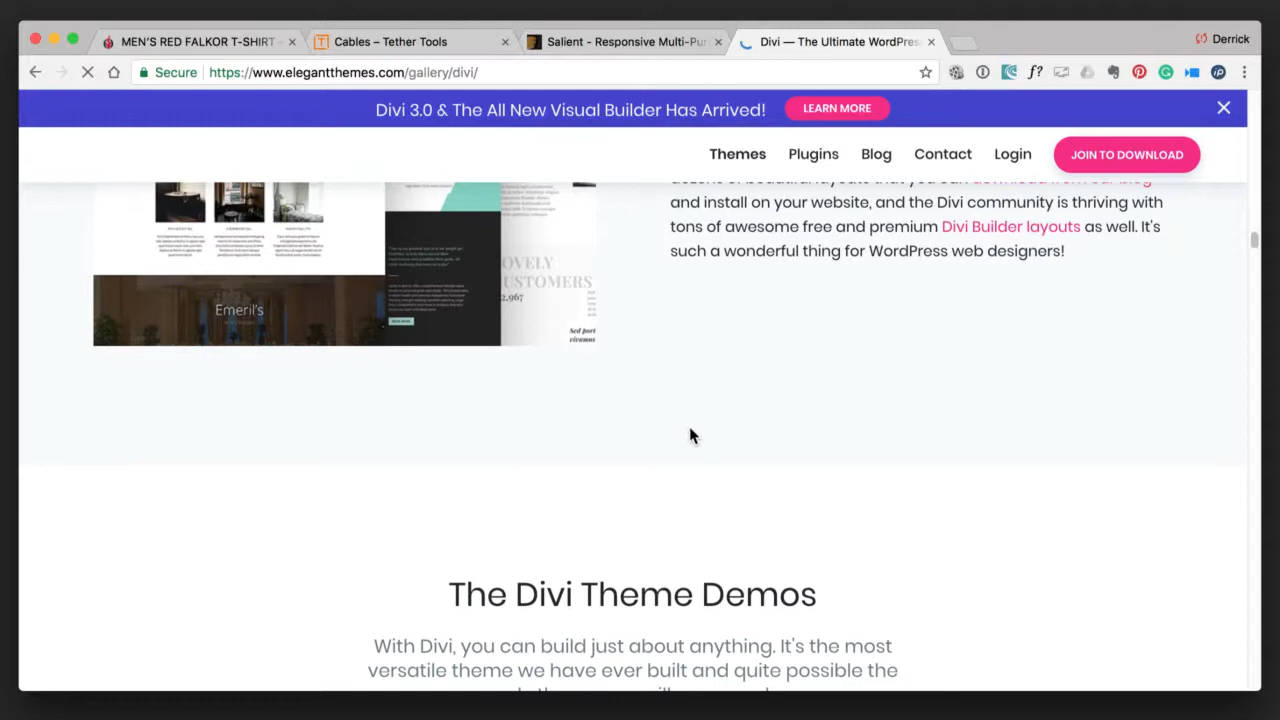 MEN'S RED FALKOR T-SHIRT
Cables – Tether Tools
Salient - Responsive Multi-Pur
Divi — The Ultimate WordPres
Derrick
Secure https://www.elegantthemes.com/gallery/divi/
Divi 3.0 & The All New Visual Builder Has Arrived! LEARN MORE
Themes Plugins Blog Contact Login JOIN TO DOWNLOAD
and install on your website, and the Divi community is thriving with
tons of awesome free and premium Divi Builder layouts as well. It's
such a wonderful thing for WordPress web designers!
Emeril's
OVELY
USTOMERS
2,967
Sed port
vivamus
The Divi Theme Demos
With Divi, you can build just about anything. It's the most
versatile theme we have ever built and quite possible the